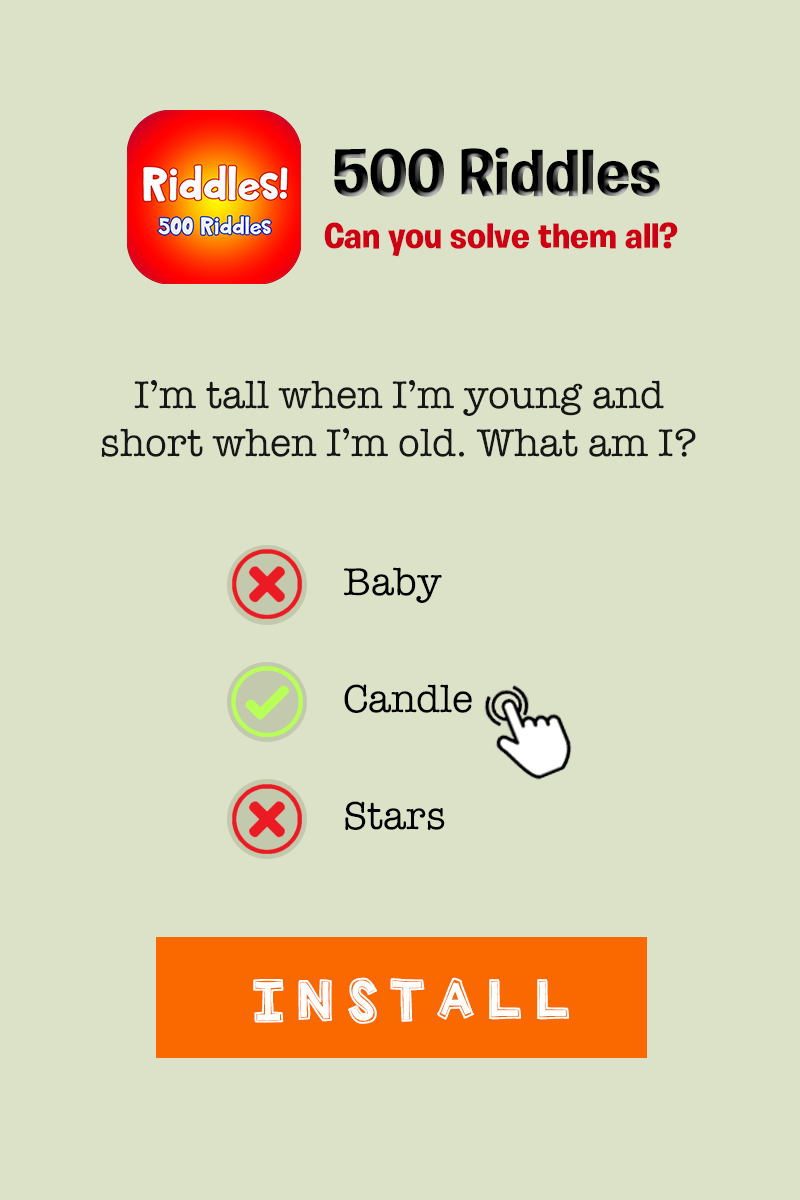 Riddles!
500 Riddles
500 Riddles
Can you solve them all?
I’m tall when I’m young and
short when I’m old. What am I?
Baby
Candle
Stars
INSTALL